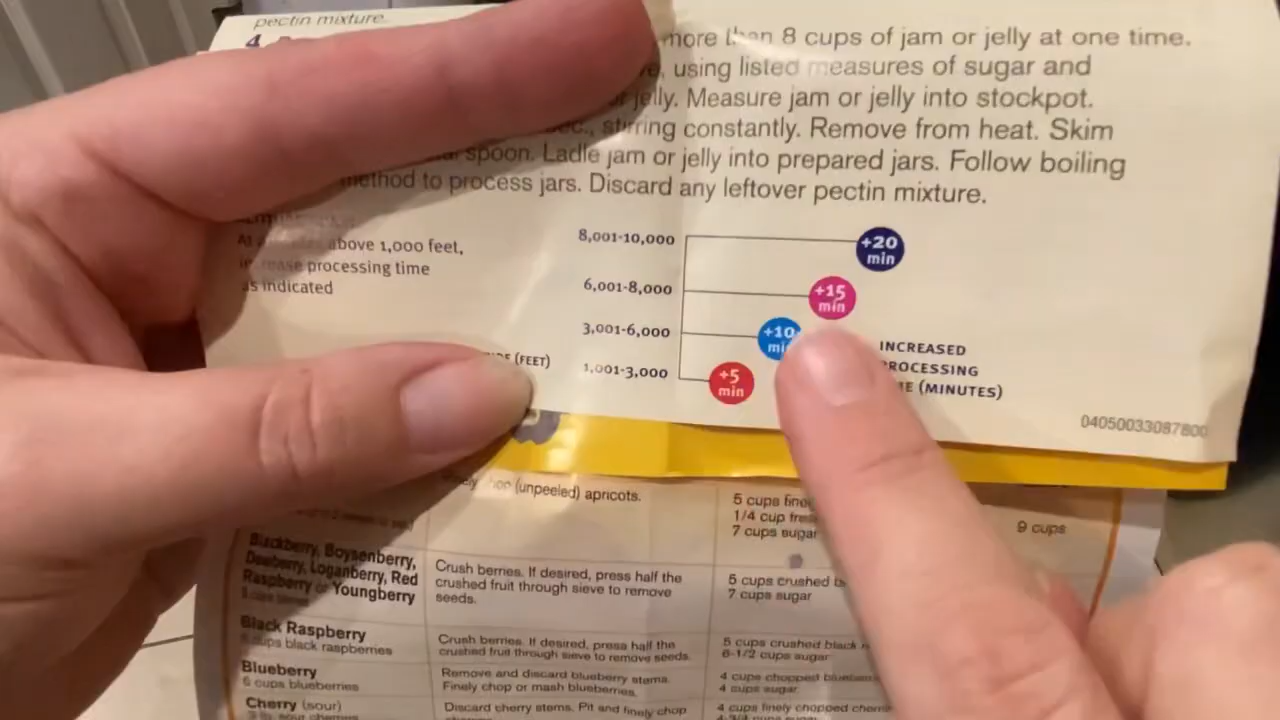 pectin mixture.
4
more than 8 cups of jam or jelly at one time.
using listed measures of sugar and
jelly. Measure jam or jelly into stockpot.
stirring constantly. Remove from heat. Skim
spoon. Ladle jam or jelly into prepared jars. Follow boiling
method to process jars. Discard any leftover pectin mixture.
above 1,000 feet,
processing time
as indicated
8,001-10,000
+20
min
6,001-8,000
+15
min
3,001-6,000
+10
(FEET)
1,001-3,000
+5
min
INCREASED
PROCESSING
(MINUTES)
04050033087800
(unpeeled) apricots.
5 cups
1/4 cup
7 cups sugar
9 cups
Blackberry, Boysenberry,
Dewberry, Loganberry, Red
Raspberry or Youngberry
Crush berries. If desired, press half the
crushed fruit through sieve to remove
seeds.
5 cups crushed
7 cups sugar
Black Raspberry
cups black raspberries
Crush berries. If desired, press half the
crushed fruit through sieve to remove seeds.
5 cups crushed black
6-1/2 cups sugar
Blueberry
6 cups blueberries
Remove and discard blueberry stems.
Finely chop or mash blueberries.
4 cups chopped
4 cups sugar
Cherry (sour)
Discard cherry stems. Pit and finely chop
4 cups finely chopped